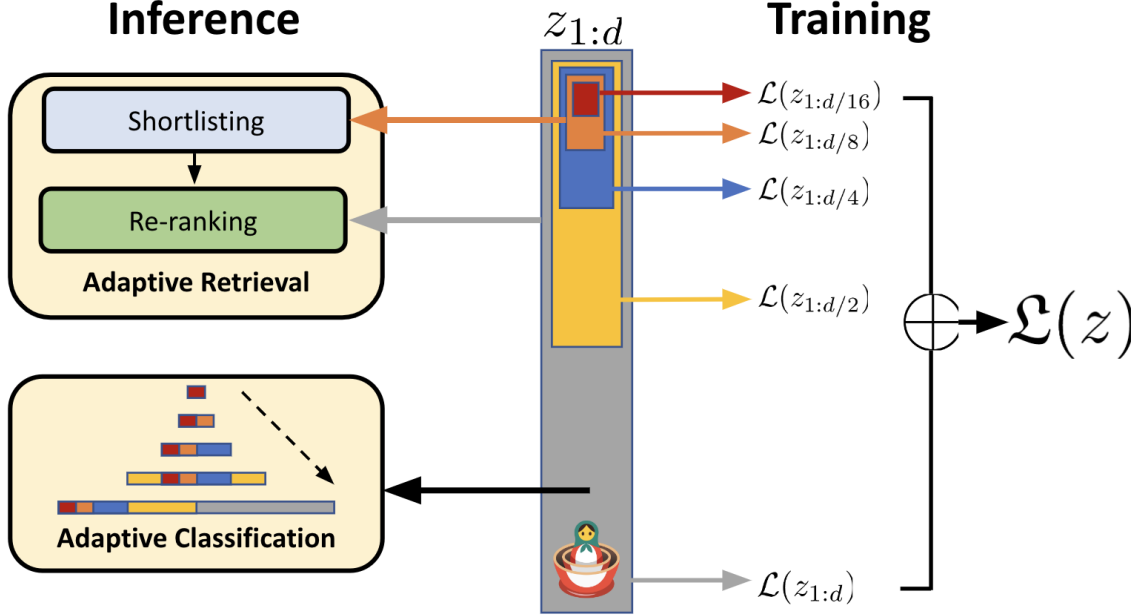 Inference
z_{1:d}
Training
Shortlisting
Re-ranking
Adaptive Retrieval
Adaptive Classification
ℒ(z_{1:d/16})
ℒ(z_{1:d/8})
ℒ(z_{1:d/4})
ℒ(z_{1:d/2})
ℒ(z_{1:d})
𝔏(z)